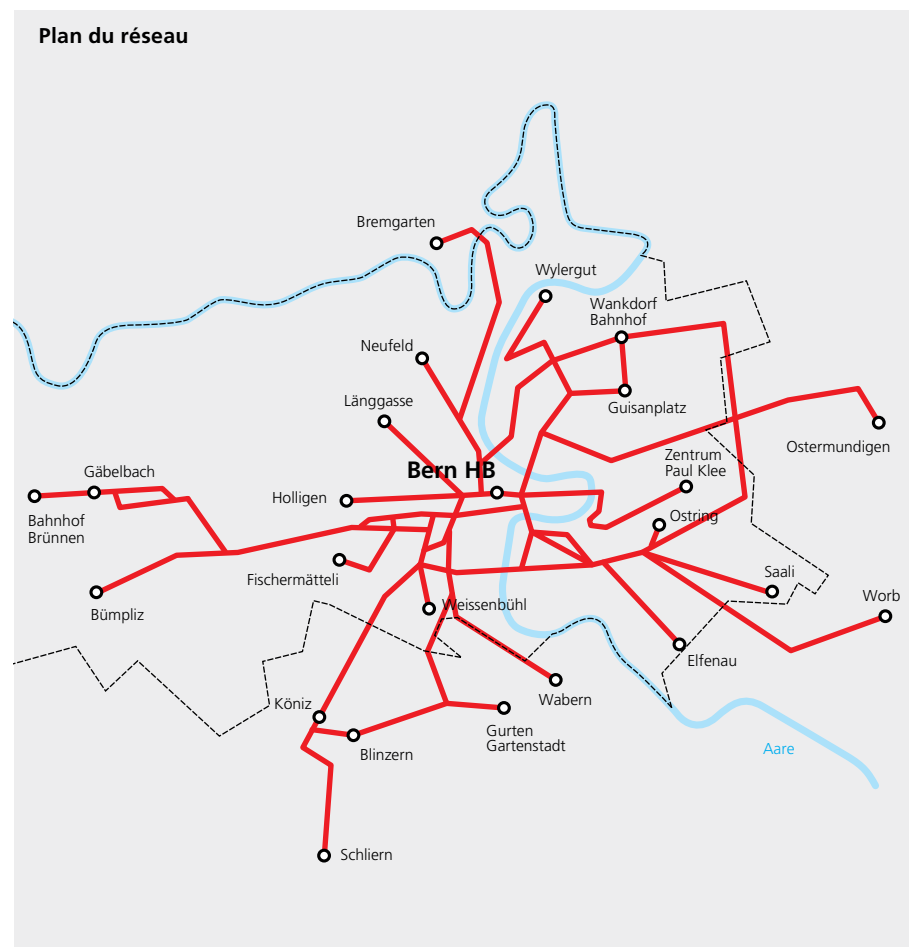 Plan du réseau
Bremgarten
Wylergut
Wankdorf
Bahnhof
Neufeld
Länggasse
Guisanplatz
Ostermundigen
Zentrum
Paul Klee
Bern HB
Gäbelbach
Holligen
Bahnhof
Brünnen
Ostring
Fischermätteli
Saali
Bümpliz
Weissenbühl
Worb
Elfenau
Wabern
Köniz
Gurten
Gartenstadt
Blinzern
Aare
Schliern